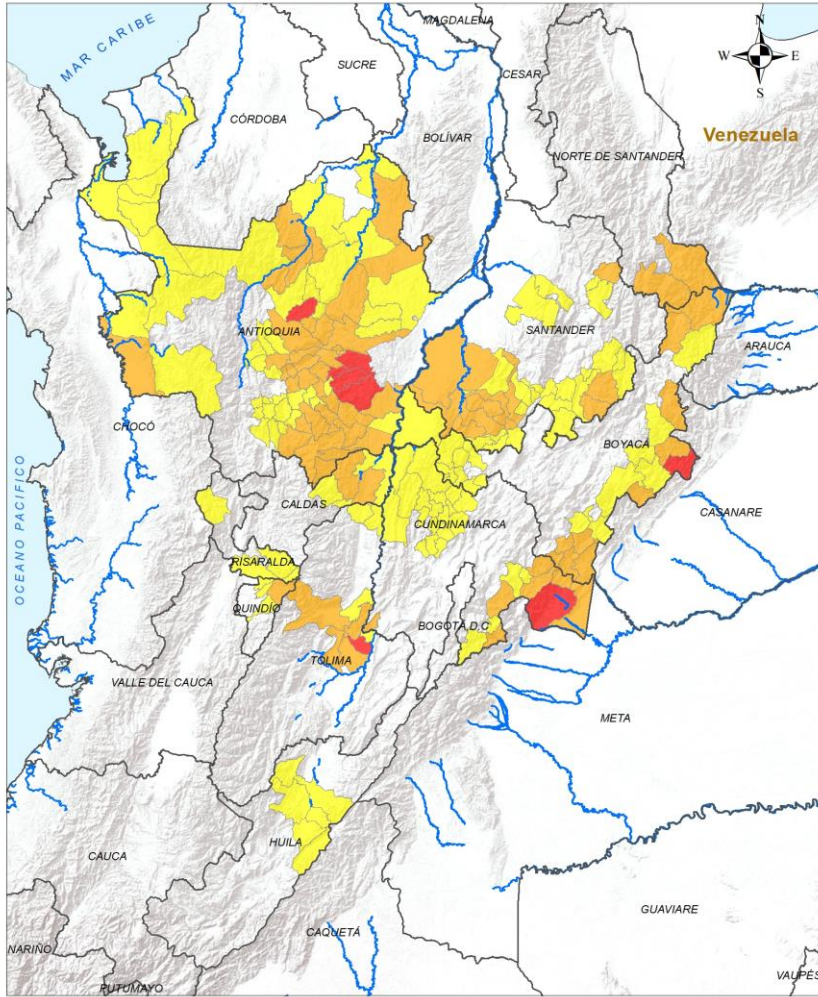 MAGDALENA
N
MAR CARIBE
SUCRE
W
E
CESAR
S
CÓRDOBA
BOLÍVAR
Venezuela
NORTE DE SANTANDER
ANTIOQUIA
SANTANDER
ARAUCA
CHOCÓ
BOYACÁ
OCEANO PACIFICO
CALDAS
CASANARE
CUNDINAMARCA
RISARALDA
QUINDÍO
BOGOTÁ D.C
TOLIMA
VALLE DEL CAUCA
META
HUILA
CAUCA
GUAVIARE
CAQUETÁ
NARIÑO
VAUPÉS
PUTUMAYO